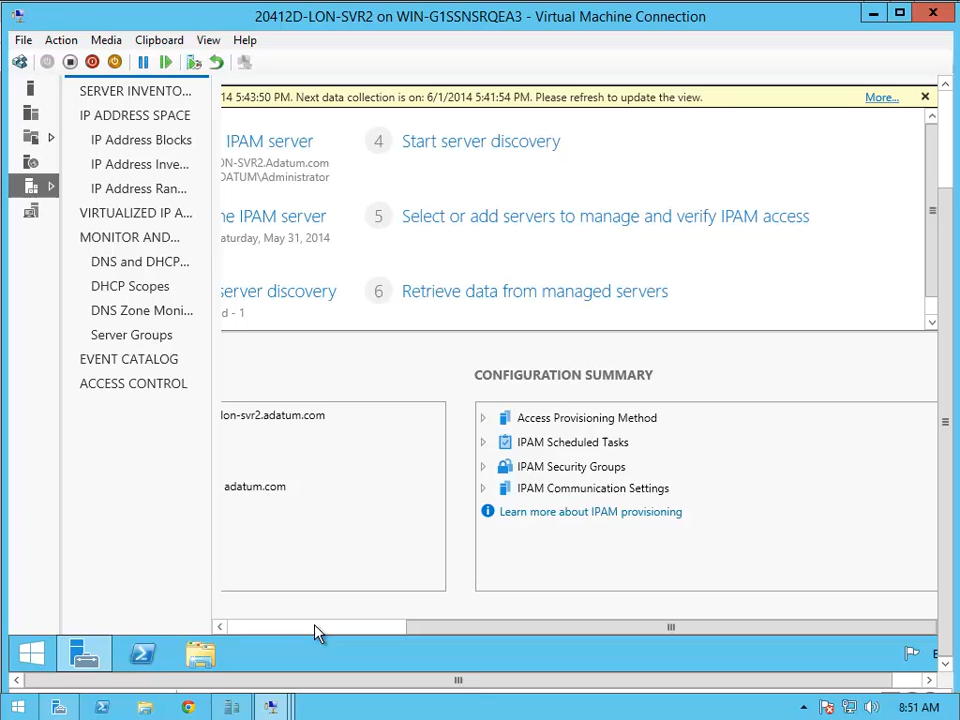 20412D-LON-SVR2 on WIN-G1SSNSRQEA3 - Virtual Machine Connection
File Action Media Clipboard View Help
SERVER INVENTO...
IP ADDRESS SPACE
IP Address Blocks
IP Address Inve...
IP Address Ran...
VIRTUALIZED IP A...
MONITOR AND...
DNS and DHCP...
DHCP Scopes
DNS Zone Moni...
Server Groups
EVENT CATALOG
ACCESS CONTROL
14 5:43:50 PM. Next data collection is on: 6/1/2014 5:41:54 PM. Please refresh to update the view. More...
IPAM server
ON-SVR2.Adatum.com
DATUM\Administrator
4 Start server discovery
he IPAM server
aturday, May 31, 2014
5 Select or add servers to manage and verify IPAM access
server discovery
d - 1
6 Retrieve data from managed servers
lon-svr2.adatum.com
adatum.com
CONFIGURATION SUMMARY
Access Provisioning Method
IPAM Scheduled Tasks
IPAM Security Groups
IPAM Communication Settings
Learn more about IPAM provisioning
8:51 AM